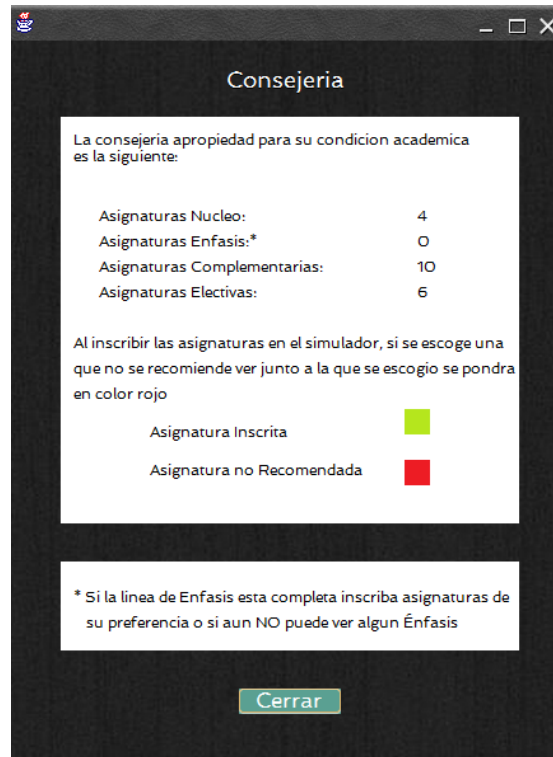 Consejeria
La consejeria apropiedad para su condicion academica
es la siguiente:
Asignaturas Nucleo: 4
Asignaturas Enfasis:* 0
Asignaturas Complementarias: 10
Asignaturas Electivas: 6
Al inscribir las asignaturas en el simulador, si se escoge una
que no se recomiende ver junto a la que se escogio se pondra
en color rojo
Asignatura Inscrita
Asignatura no Recomendada
* Si la linea de Enfasis esta completa inscriba asignaturas de
su preferencia o si aun NO puede ver algun Énfasis
Cerrar